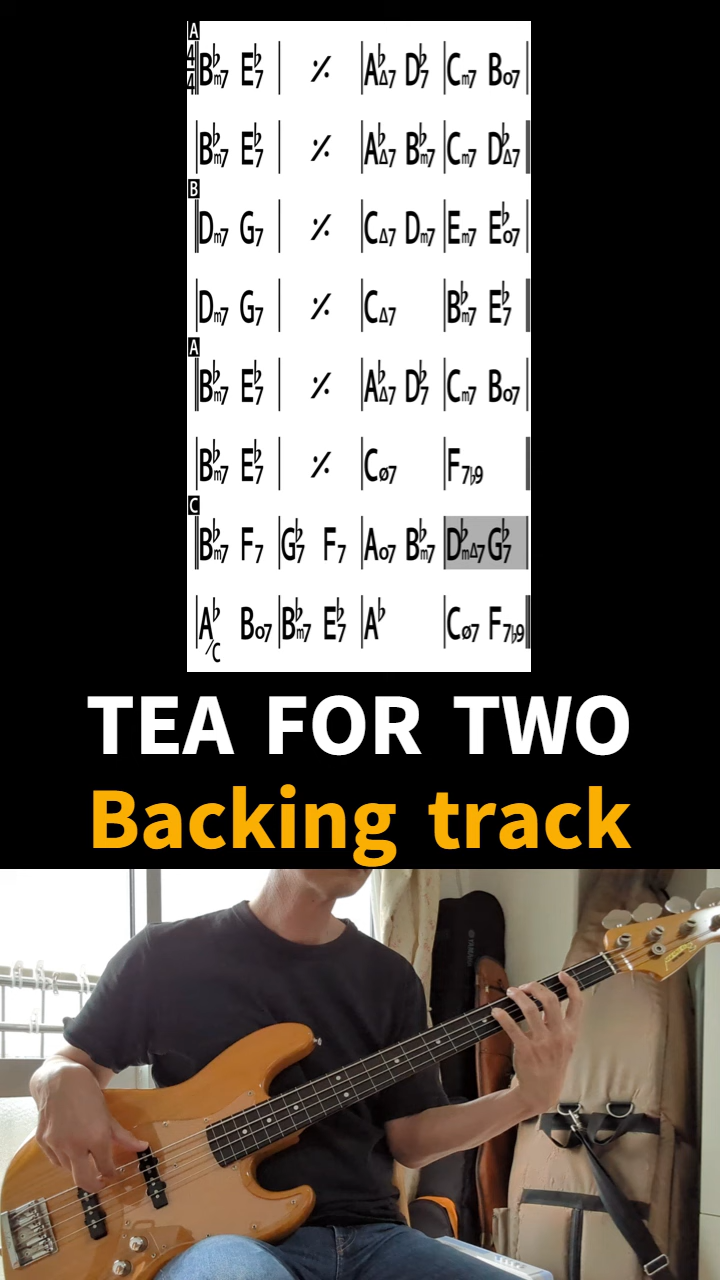 A
4/4 B♭m7 E♭7 | 𝄎 | A♭Δ7 D♭7 | Cm7 Bo7 |
| B♭m7 E♭7 | 𝄎 | A♭Δ7 B♭m7 | Cm7 D♭Δ7 ‖
B
‖ Dm7 G7 | 𝄎 | CΔ7 Dm7 | Em7 E♭o7 |
| Dm7 G7 | 𝄎 | CΔ7 | B♭m7 E♭7 ‖
A
‖ B♭m7 E♭7 | 𝄎 | A♭Δ7 D♭7 | Cm7 Bo7 |
| B♭m7 E♭7 | 𝄎 | Cø7 | F7♭9 ‖
C
‖ B♭m7 F7 | G♭7 F7 | Ao7 B♭m7 | D♭mΔ7 G♭7 |
| A♭/C Bo7 | B♭m7 E♭7 | A♭ | Cø7 F7♭9 ‖
TEA FOR TWO
Backing track